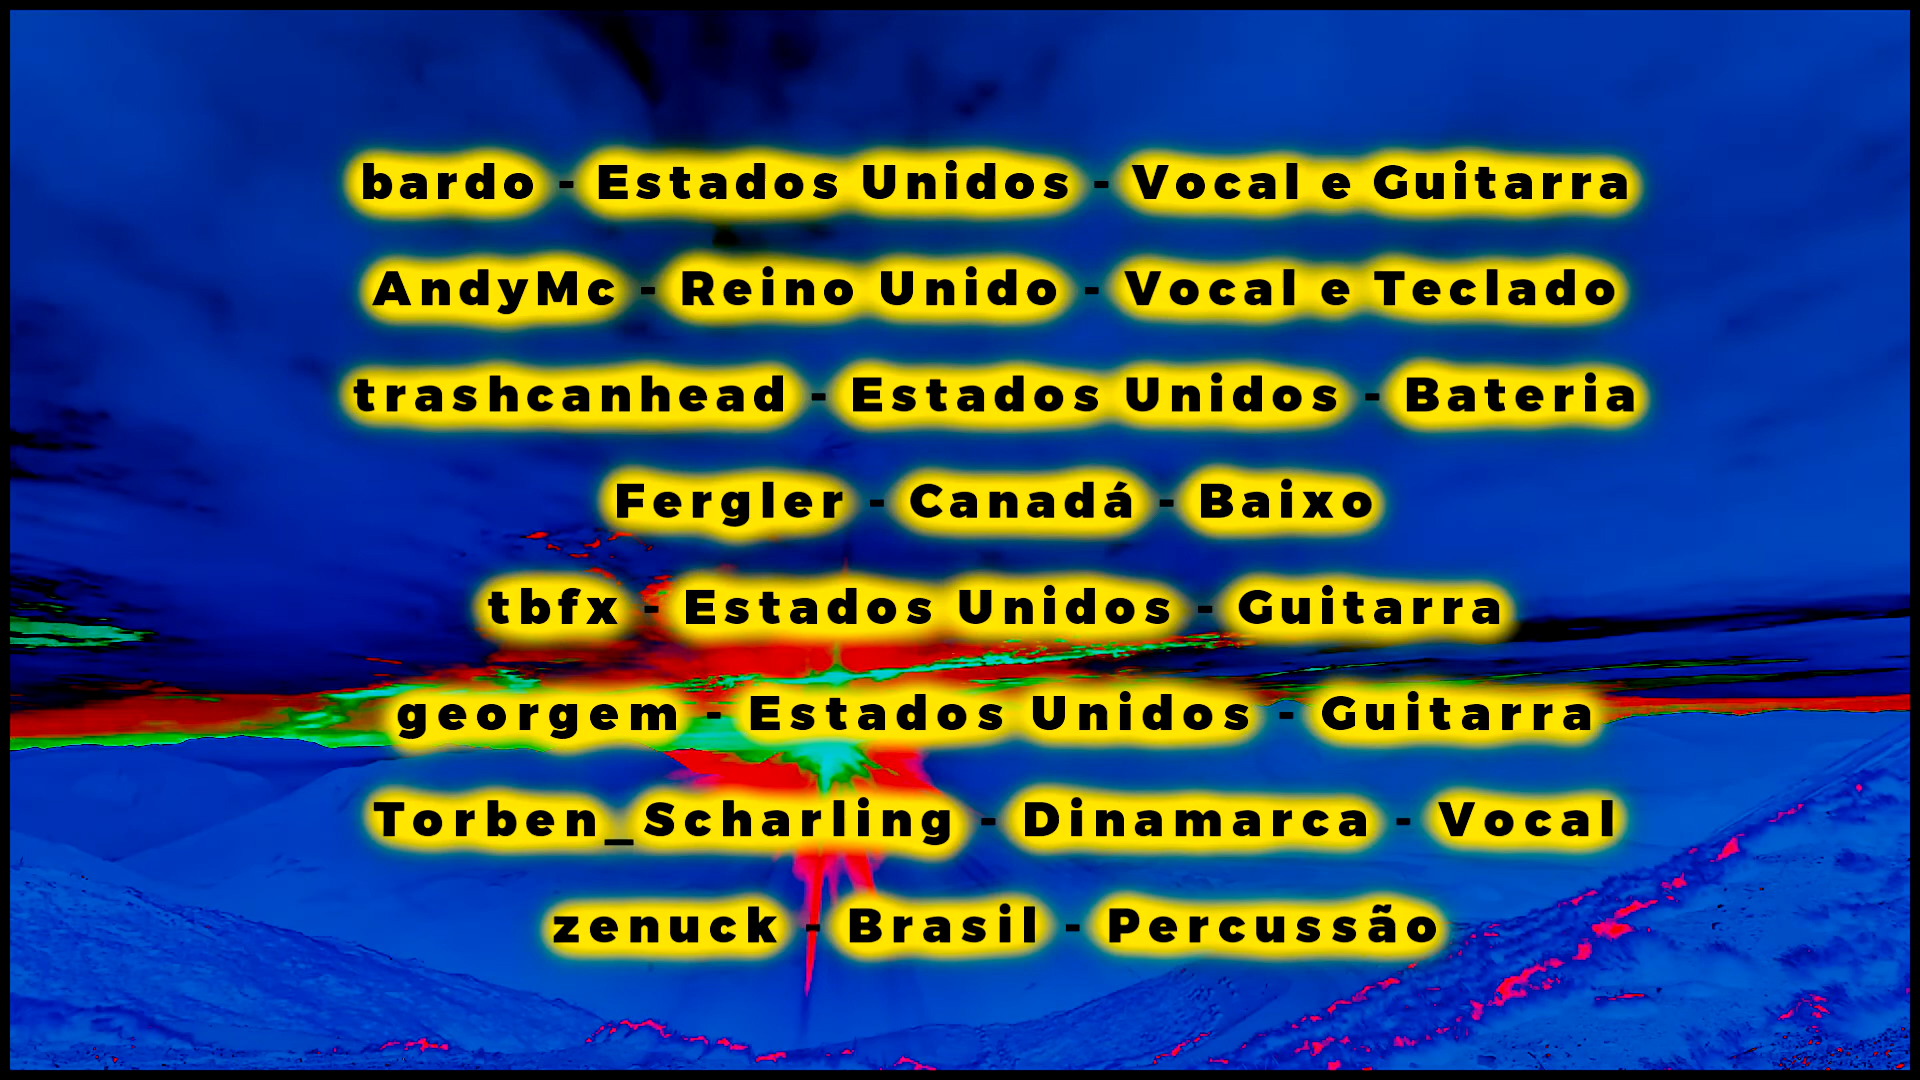 bardo - Estados Unidos - Vocal e Guitarra
AndyMc - Reino Unido - Vocal e Teclado
trashcanhead - Estados Unidos - Bateria
Fergler - Canadá - Baixo
tbfx - Estados Unidos - Guitarra
georgem - Estados Unidos - Guitarra
Torben_Scharling - Dinamarca - Vocal
zenuck - Brasil - Percussão